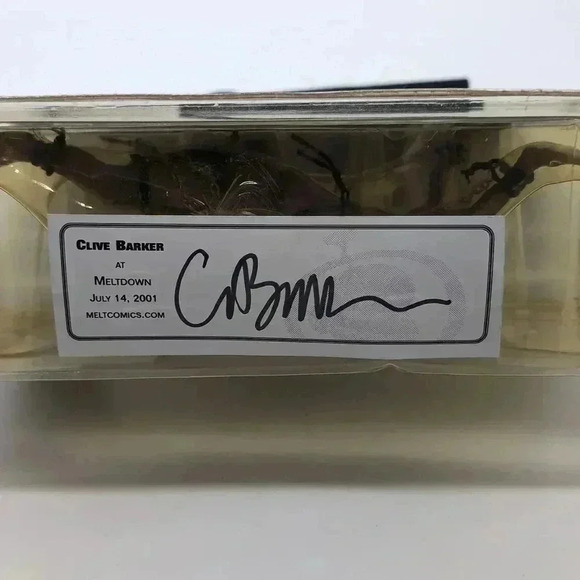 CLIVE BARKER
AT
MELTDOWN
JULY 14, 2001
MELTCOMICS.COM